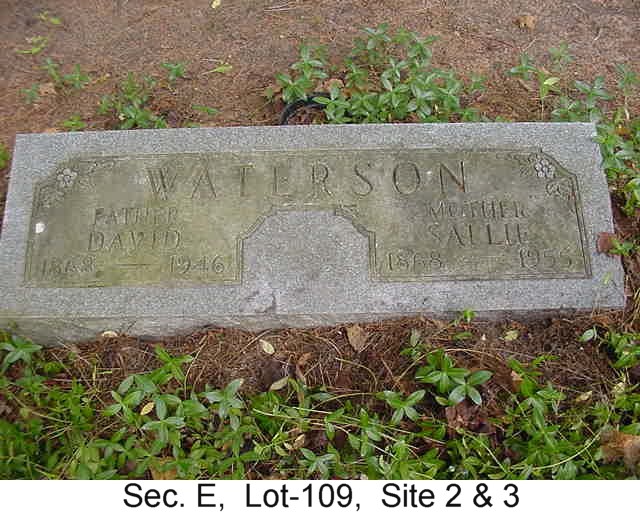 WATERSON
FATHER MOTHER
DAVID SALLIE
1868 — 1946 1868 — 1955
Sec. E, Lot-109, Site 2 & 3